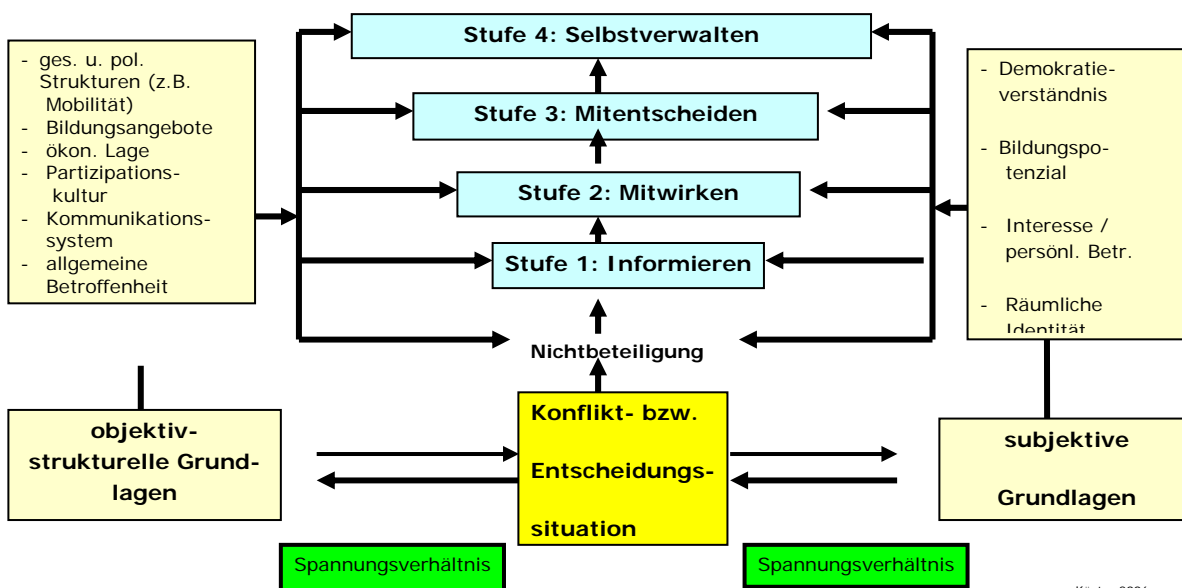 Stufe 4: Selbstverwalten
- ges. u. pol.
Strukturen (z.B.
Mobilität)
- Bildungsangebote
- ökon. Lage
- Partizipations-
kultur
- Kommunikations-
system
- allgemeine
Betroffenheit
- Demokratie-
verständnis
- Bildungspo-
tenzial
- Interesse /
persönl. Betr.
- Räumliche
Identität
Stufe 3: Mitentscheiden
Stufe 2: Mitwirken
Stufe 1: Informieren
Nichtbeteiligung
objektiv-
strukturelle Grund-
lagen
Konflikt- bzw.
Entscheidungs-
situation
subjektive
Grundlagen
Spannungsverhältnis
Spannungsverhältnis